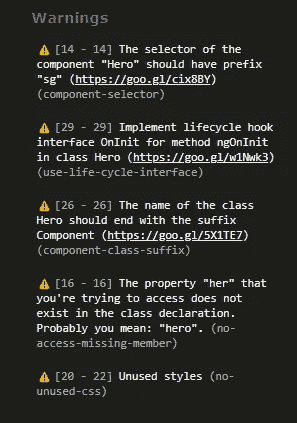 Warnings
⚠ [14 - 14] The selector of the
component "Hero" should have prefix
"sg" (https://goo.gl/cix8BY)
(component-selector)
⚠ [29 - 29] Implement lifecycle hook
interface OnInit for method ngOnInit
in class Hero (https://goo.gl/w1Nwk3)
(use-life-cycle-interface)
⚠ [26 - 26] The name of the class
Hero should end with the suffix
Component (https://goo.gl/5X1TE7)
(component-class-suffix)
⚠ [16 - 16] The property "her" that
you're trying to access does not
exist in the class declaration.
Probably you mean: "hero". (no-
access-missing-member)
⚠ [20 - 22] Unused styles (no-
unused-css)